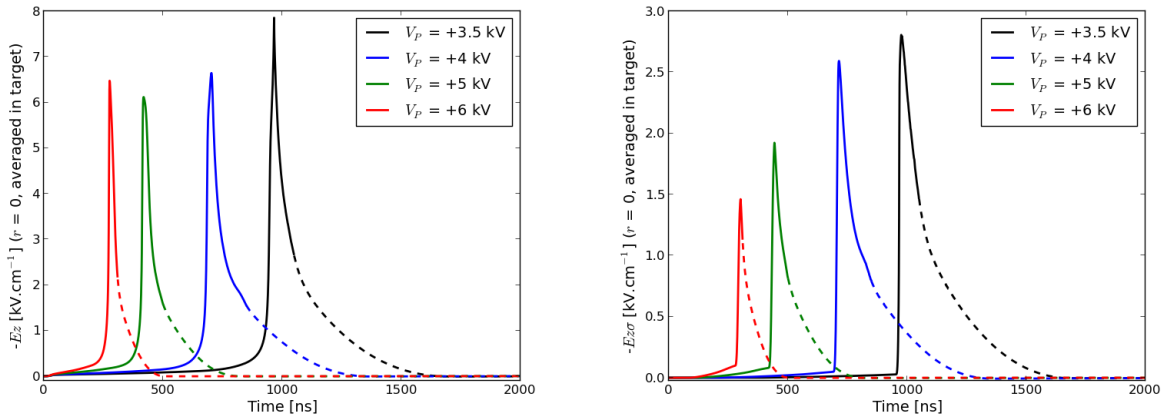 -Ez [kV.cm⁻¹] (r = 0, averaged in target)
8
7
6
5
4
3
2
1
0
V_P = +3.5 kV
V_P = +4 kV
V_P = +5 kV
V_P = +6 kV
0 500 1000 1500 2000
Time [ns]
-Ezσ [kV.cm⁻¹] (r = 0, averaged in target)
3.0
2.5
2.0
1.5
1.0
0.5
0.0
V_P = +3.5 kV
V_P = +4 kV
V_P = +5 kV
V_P = +6 kV
0 500 1000 1500 2000
Time [ns]